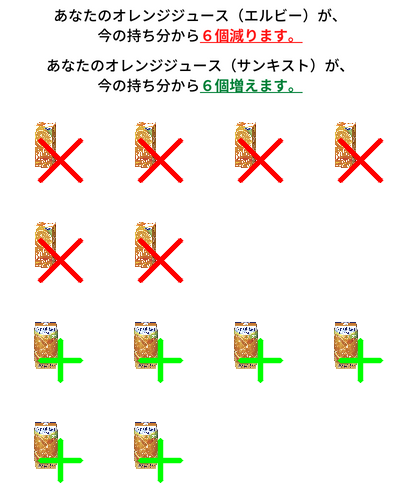 あなたのオレンジジュース（エルビー）が、
今の持ち分から６個減ります。
あなたのオレンジジュース（サンキスト）が、
今の持ち分から６個増えます。